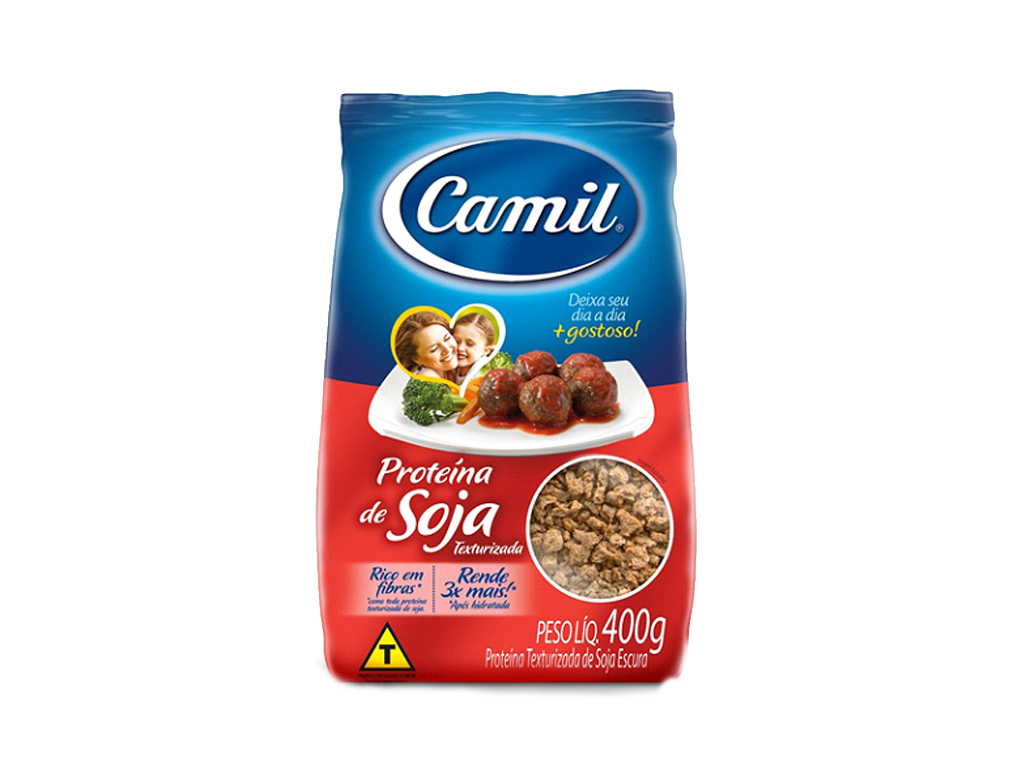 Camil®
Deixa seu
dia a dia
+gostoso!
Proteína
de Soja
Texturizada
Rico em
fibras*
*como toda proteína
texturizada de soja.
Rende
3x mais!*
*Após hidratada
T
PESO LÍQ. 400g
Proteína Texturizada de Soja Escura